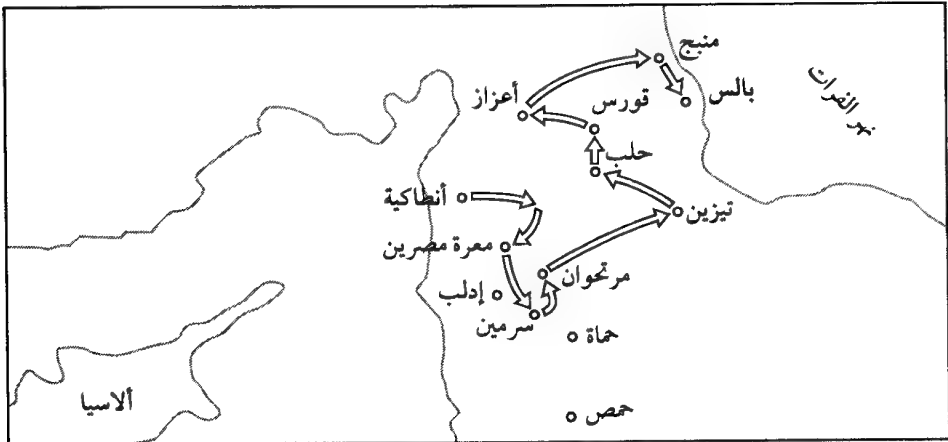 منبج
نهر الفرات
بالس
قورس
أعزاز
حلب
تيزين
أنطاكية
معرة مصرين
مرتحوان
إدلب
سرمين
حماة
ألاسيا
حمص